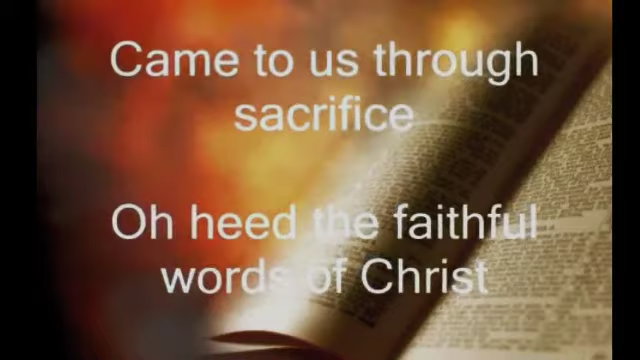 Came to us through
sacrifice
Oh heed the faithful
words of Christ